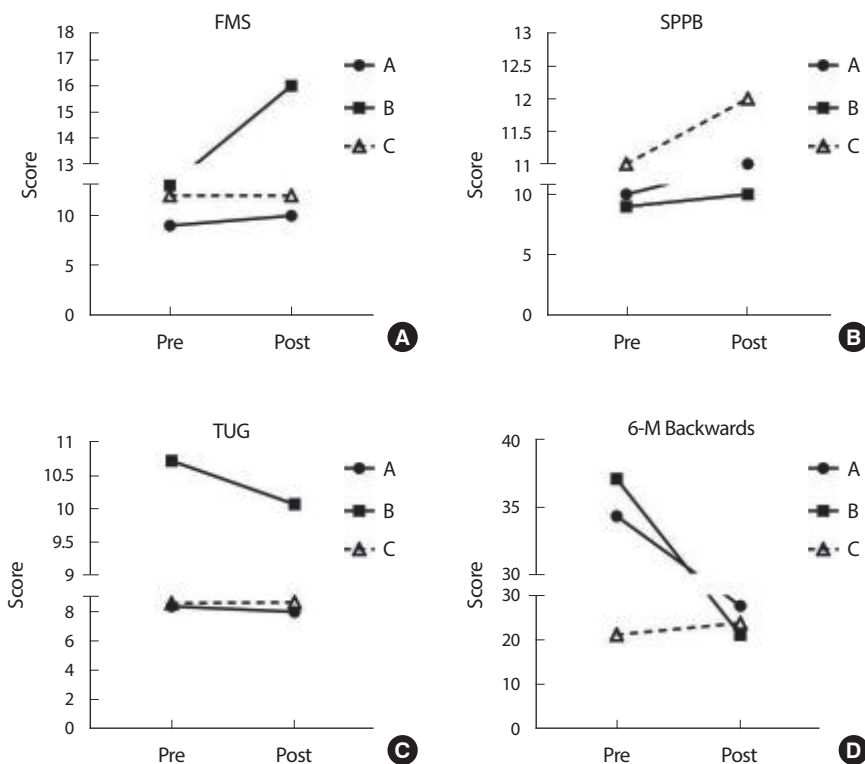 FMS
18
17
16
15
14
13
10
5
0
Score
Pre
Post
A
B
C
A
SPPB
13
12.5
12
11.5
11
10
5
0
Score
Pre
Post
A
B
C
B
TUG
11
10.5
10
9.5
9
8
6
4
2
0
Score
Pre
Post
A
B
C
C
6-M Backwards
40
35
30
30
20
10
0
Score
Pre
Post
A
B
C
D